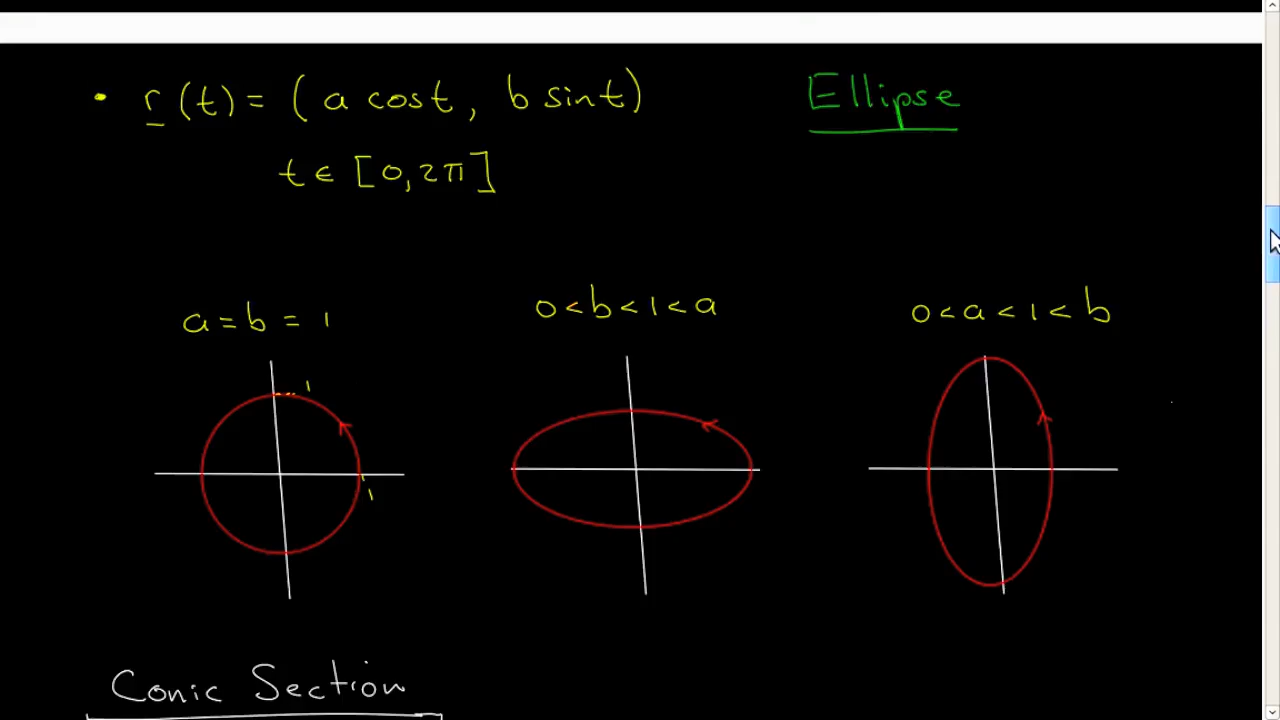 • r(t) = (a cost, b sint) Ellipse
t ∈ [0, 2π]
a = b = 1
0 < b < 1 < a
0 < a < 1 < b
1
1
Conic Section